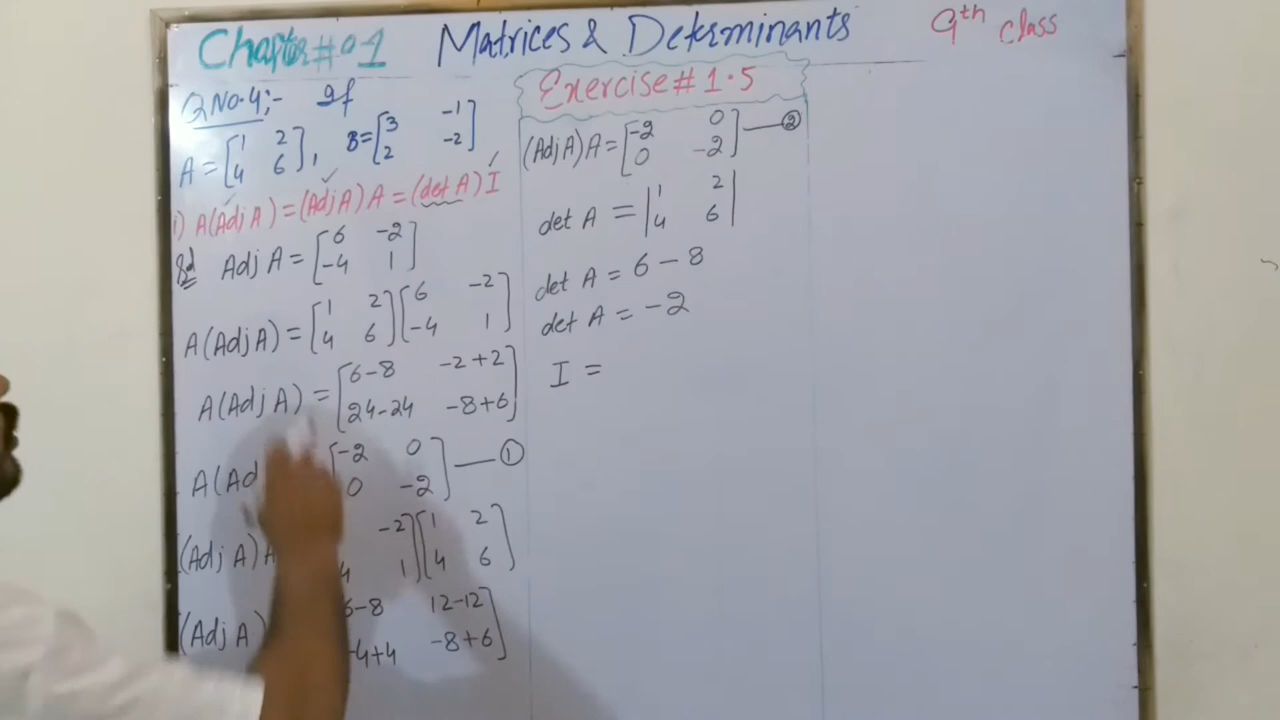 Chapter # 01 Matrices & Determinants 9th class
Q No.4:- If
A = [1 2 4 6], B = [3 -1 2 -2]
i) A(Adj A) = (Adj A) A = (det A) I
Sol Adj A = [6 -2 -4 1]
A(Adj A) = [1 2 4 6] [6 -2 -4 1]
A(Adj A) = [6-8 -2+2 24-24 -8+6]
A(Ad [-2 0 0 -2] — ①
(Adj A) A -2 4 1] [1 2 4 6]
(Adj A) 6-8 12-12 -4+4 -8+6]
Exercise # 1.5
(Adj A) A = [-2 0 0 -2] — ②
det A = |1 2 4 6|
det A = 6 - 8
det A = -2
I =